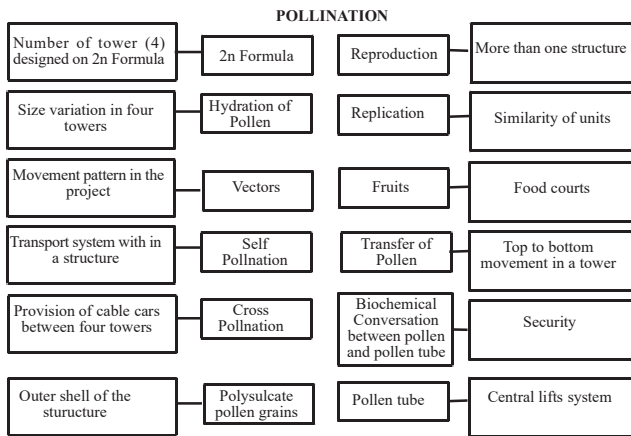 POLLINATION
Number of tower (4)
designed on 2n Formula
2n Formula
Reproduction
More than one structure
Size variation in four
towers
Hydration of
Pollen
Replication
Similarity of units
Movement pattern in the
project
Vectors
Fruits
Food courts
Transport system with in
a structure
Self
Pollnation
Transfer of
Pollen
Top to bottom
movement in a tower
Provision of cable cars
between four towers
Cross
Pollnation
Biochemical
Conversation
between pollen
and pollen tube
Security
Outer shell of the
sturucture
Polysulcate
pollen grains
Pollen tube
Central lifts system